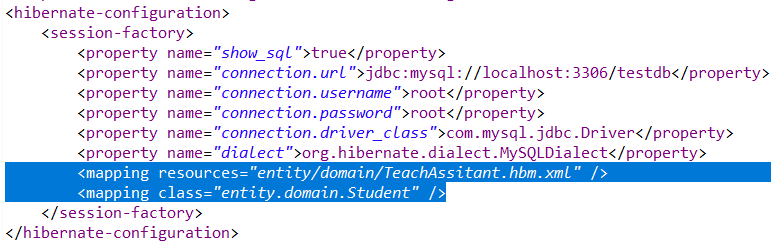 <hibernate-configuration>
<session-factory>
<property name="show_sql">true</property>
<property name="connection.url">jdbc:mysql://localhost:3306/testdb</property>
<property name="connection.username">root</property>
<property name="connection.password">root</property>
<property name="connection.driver_class">com.mysql.jdbc.Driver</property>
<property name="dialect">org.hibernate.dialect.MySQLDialect</property>
<mapping resources="entity/domain/TeachAssitant.hbm.xml" />
<mapping class="entity.domain.Student" />
</session-factory>
</hibernate-configuration>